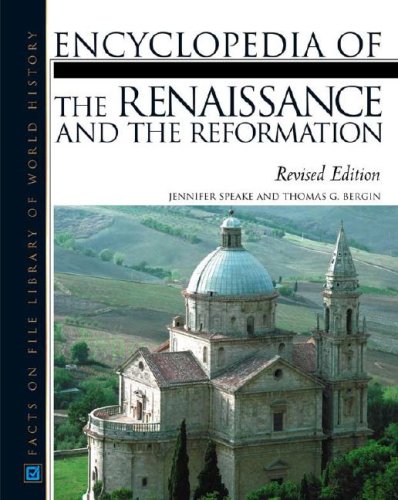 ENCYCLOPEDIA OF
THE RENAISSANCE
AND THE REFORMATION
Revised Edition
JENNIFER SPEAKE AND THOMAS G. BERGIN
FACTS ON FILE LIBRARY OF WORLD HISTORY